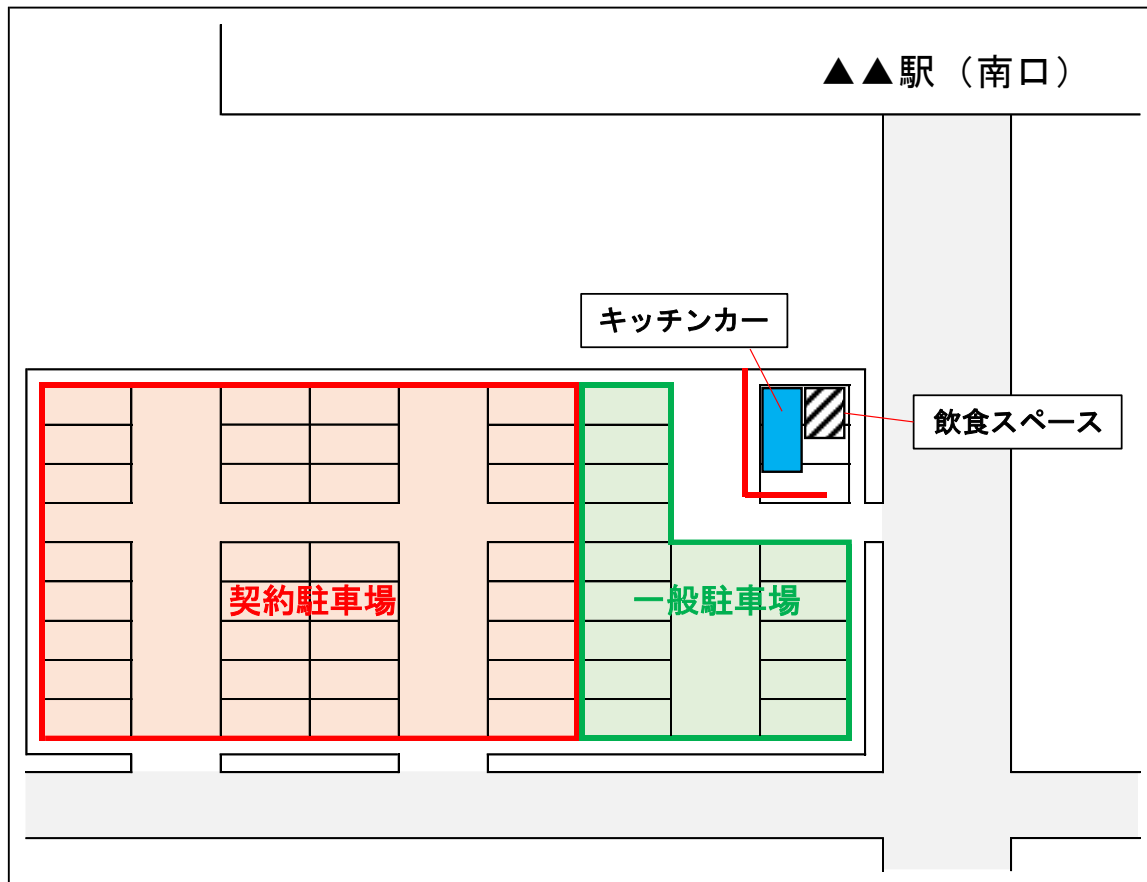 ▲▲駅（南口）
キッチンカー
飲食スペース
契約駐車場
一般駐車場